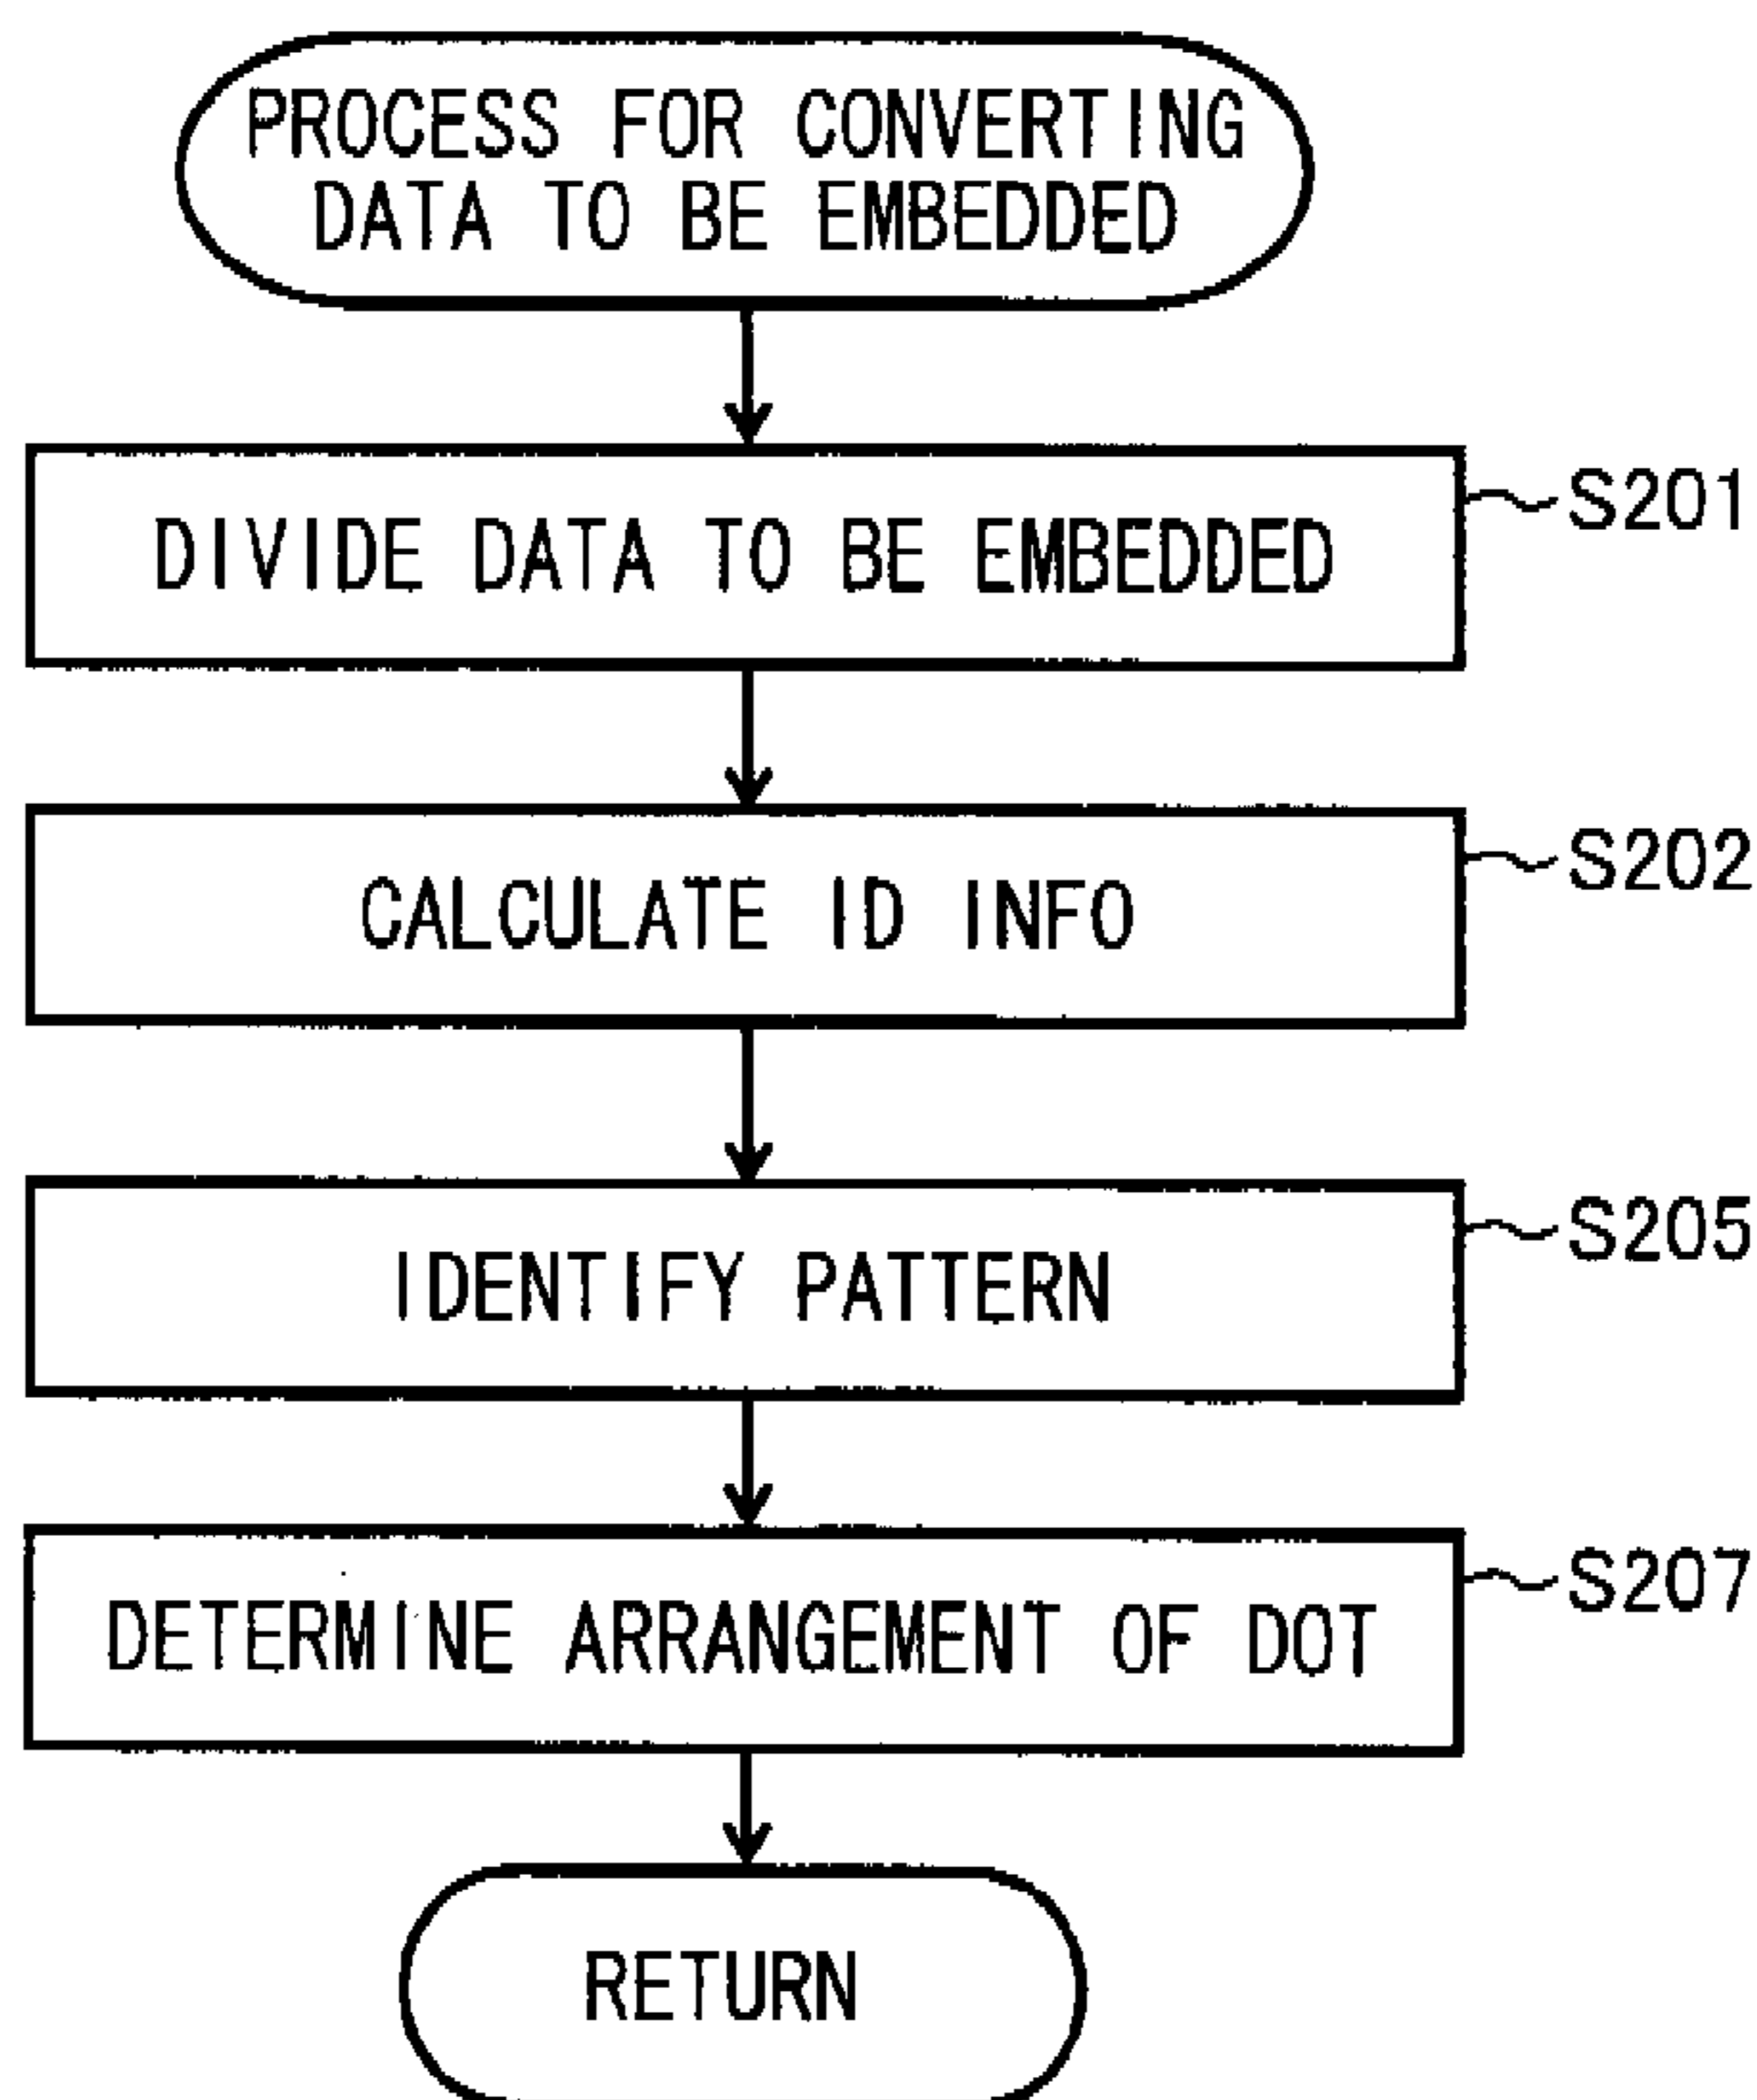 PROCESS FOR CONVERTING
DATA TO BE EMBEDDED
DIVIDE DATA TO BE EMBEDDED
S201
CALCULATE ID INFO
S202
IDENTIFY PATTERN
S205
DETERMINE ARRANGEMENT OF DOT
S207
RETURN